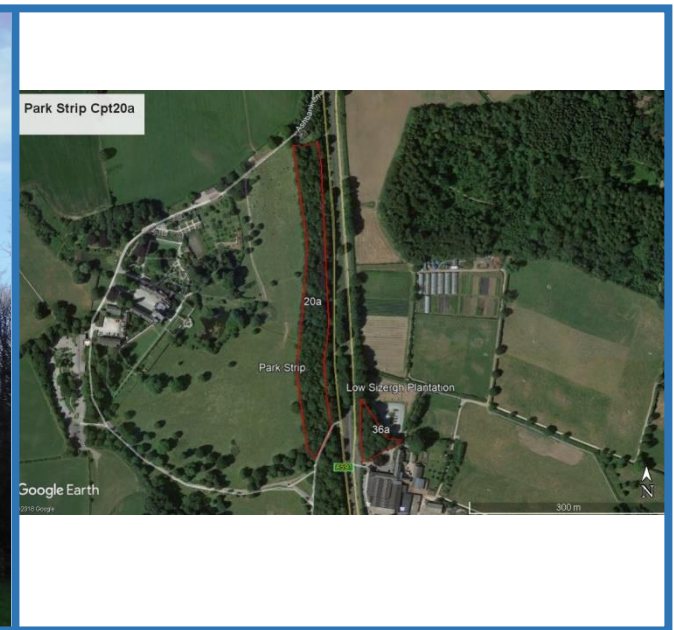 Park Strip Cpt20a
20a
Park Strip
Low Sizergh Plantation
36a
Google Earth
©2018 Google
300 m
N